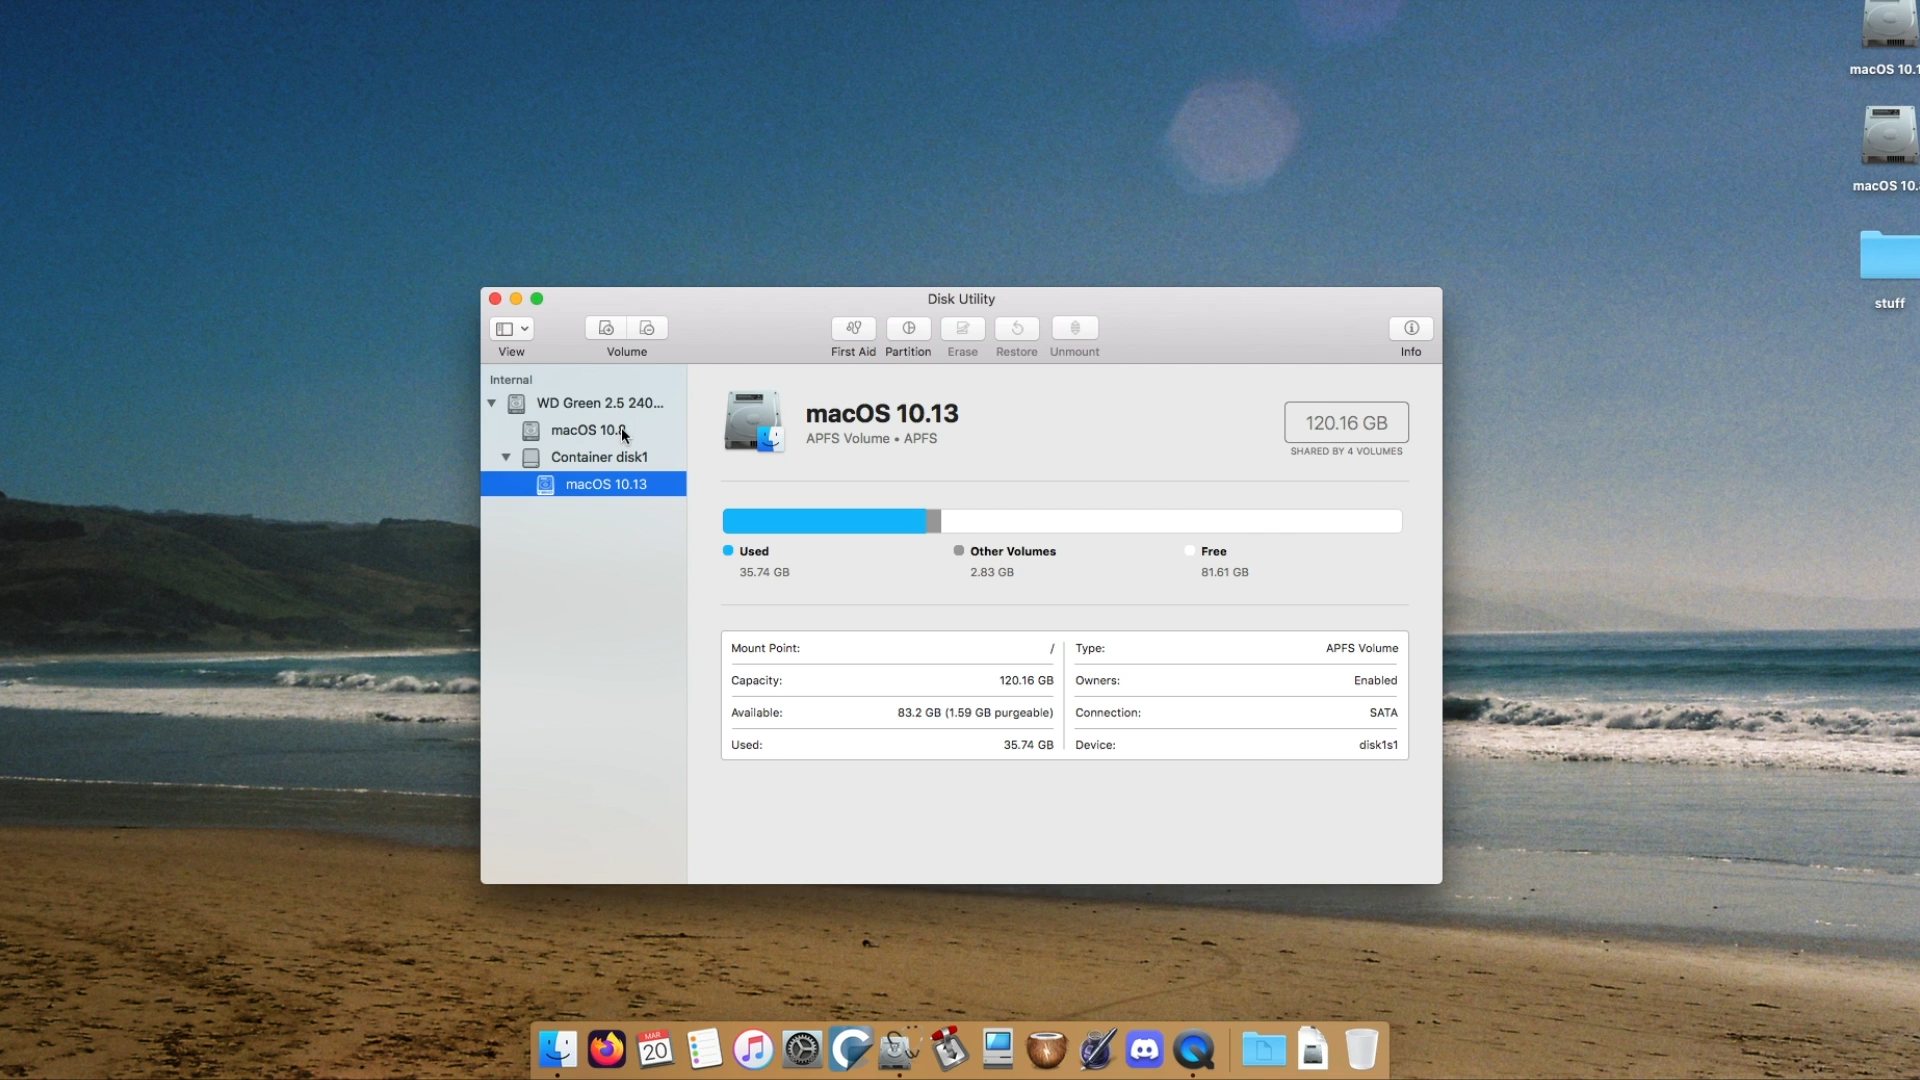 macOS 10.1
macOS 10.
stuff
Disk Utility
View
Volume
First Aid
Partition
Erase
Restore
Unmount
Info
Internal
WD Green 2.5 240...
macOS 10.8
Container disk1
macOS 10.13
macOS 10.13
APFS Volume • APFS
120.16 GB
SHARED BY 4 VOLUMES
Used
35.74 GB
Other Volumes
2.83 GB
Free
81.61 GB
Mount Point: /
Capacity: 120.16 GB
Available: 83.2 GB (1.59 GB purgeable)
Used: 35.74 GB
Type: APFS Volume
Owners: Enabled
Connection: SATA
Device: disk1s1
MAR
20